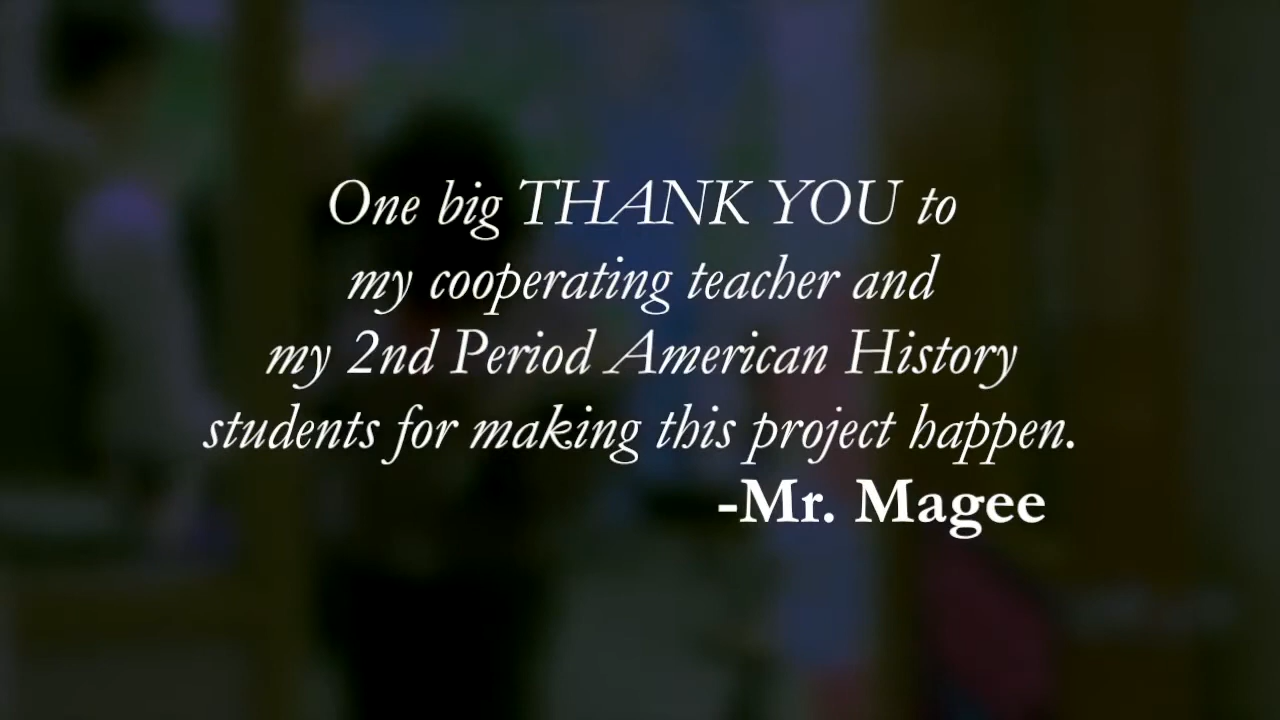 One big THANK YOU to
my cooperating teacher and
my 2nd Period American History
students for making this project happen.
-Mr. Magee